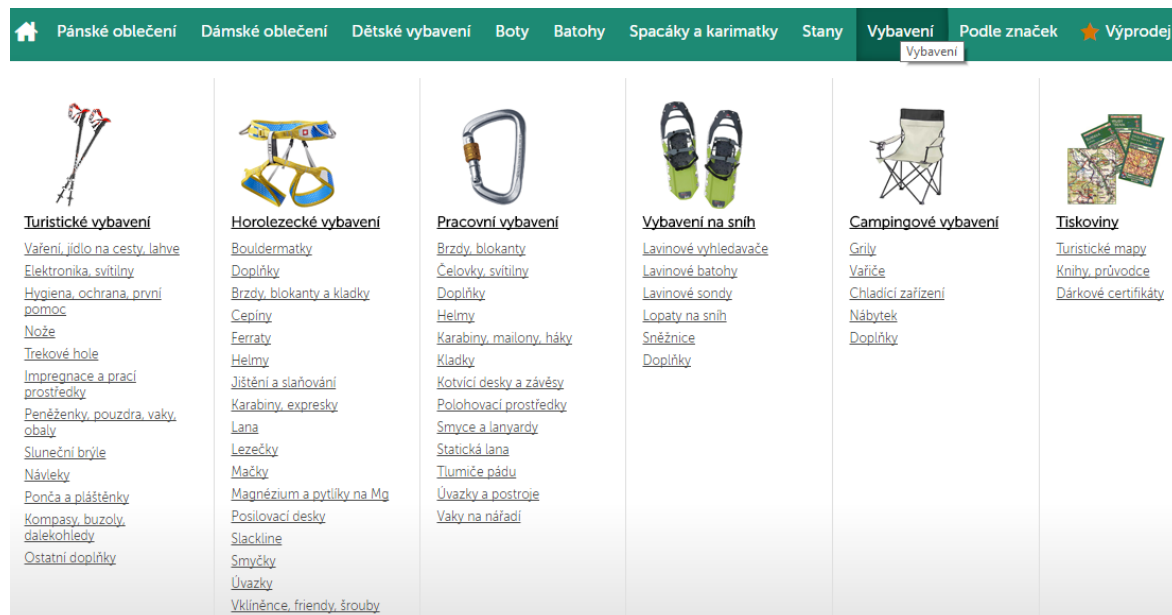 Pánské oblečení Dámské oblečení Dětské vybavení Boty Batohy Spacáky a karimatky Stany Vybavení Podle značek Výprodej
Vybavení
Turistické vybavení
Vaření, jídlo na cesty, lahve
Elektronika, svítilny
Hygiena, ochrana, první
pomoc
Nože
Trekové hole
Impregnace a prací
prostředky
Peněženky, pouzdra, vaky,
obaly
Sluneční brýle
Návleky
Ponča a pláštěnky
Kompasy, buzoly,
dalekohledy
Ostatní doplňky
Horolezecké vybavení
Bouldermatky
Doplňky
Brzdy, blokanty a kladky
Cepíny
Ferraty
Helmy
Jištění a slaňování
Karabiny, expresky
Lana
Lezečky
Mačky
Magnézium a pytlíky na Mg
Posilovací desky
Slackline
Smyčky
Úvazky
Vklíněnce, friendy, šrouby
Pracovní vybavení
Brzdy, blokanty
Čelovky, svítilny
Doplňky
Helmy
Karabiny, mailony, háky
Kladky
Kotvící desky a závěsy
Polohovací prostředky
Smyce a lanyardy
Statická lana
Tlumiče pádu
Úvazky a postroje
Vaky na nářadí
Vybavení na sníh
Lavinové vyhledavače
Lavinové batohy
Lavinové sondy
Lopaty na sníh
Sněžnice
Doplňky
Campingové vybavení
Grily
Vařiče
Chladící zařízení
Nábytek
Doplňky
Tiskoviny
Turistické mapy
Knihy, průvodce
Dárkové certifikáty